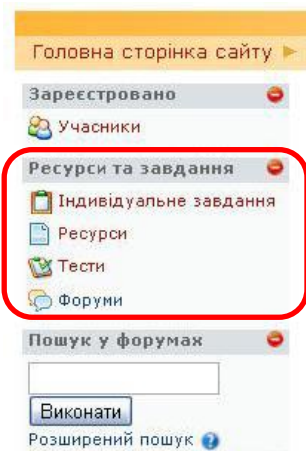 Головна сторінка сайту ►
Зареєстровано
Учасники
Ресурси та завдання
Індивідуальне завдання
Ресурси
Тести
Форуми
Пошук у форумах
Виконати
Розширений пошук ?